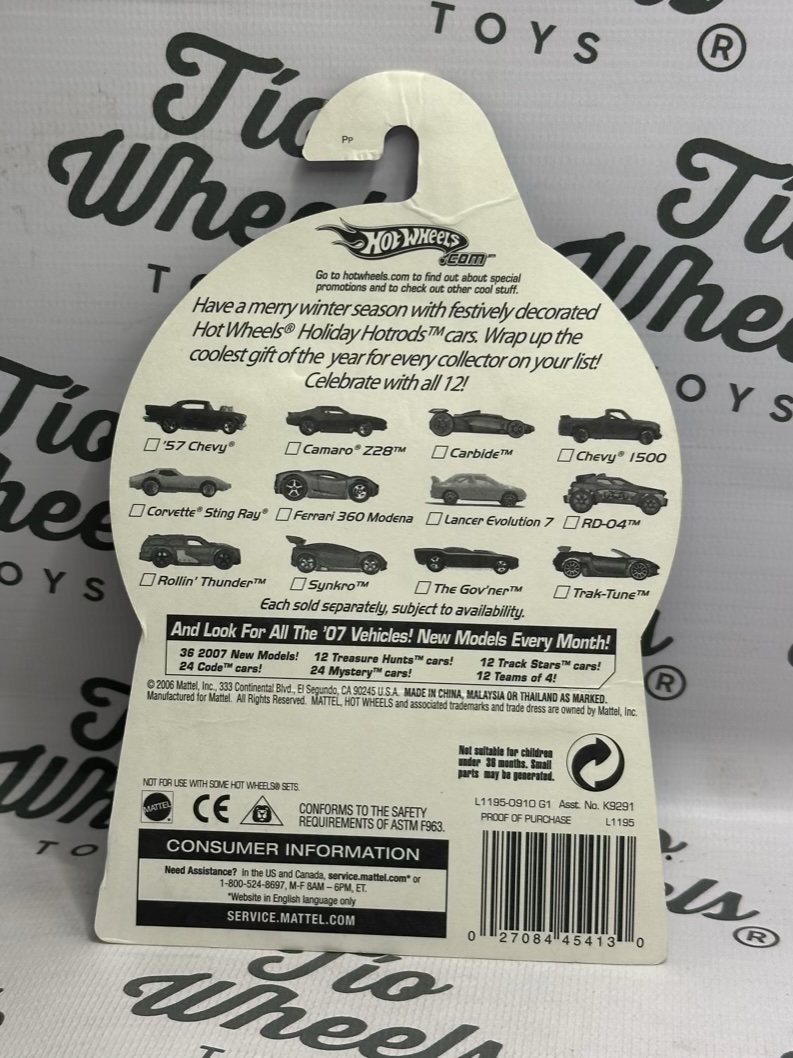 TOYS ®
Tío
Wheels
Pp
Hot Wheels
.com™
Go to hotwheels.com to find out about special
promotions and to check out other cool stuff.
Have a merry winter season with festively decorated
Hot Wheels® Holiday Hotrods™ cars. Wrap up the
coolest gift of the year for every collector on your list!
Celebrate with all 12!
'57 Chevy®
Camaro® Z28™
Carbide™
Chevy® 1500
Corvette® Sting Ray®
Ferrari 360 Modena
Lancer Evolution 7
RD-04™
Rollin' Thunder™
Synkro™
The Gov'ner™
Trak-Tune™
Each sold separately, subject to availability.
And Look For All The '07 Vehicles! New Models Every Month!
36 2007 New Models! 12 Treasure Hunts™ cars! 12 Track Stars™ cars!
24 Code™ cars! 24 Mystery™ cars! 12 Teams of 4!
© 2006 Mattel, Inc., 333 Continental Blvd., El Segundo, CA 90245 U.S.A. MADE IN CHINA, MALAYSIA OR THAILAND AS MARKED.
Manufactured for Mattel. All Rights Reserved. MATTEL, HOT WHEELS and associated trademarks and trade dress are owned by Mattel, Inc.
Not suitable for children
under 36 months. Small
parts may be generated.
NOT FOR USE WITH SOME HOT WHEELS® SETS.
MATTEL
CE
CONFORMS TO THE SAFETY
REQUIREMENTS OF ASTM F963.
L1195-0910 G1 Asst. No. K9291
PROOF OF PURCHASE L1195
CONSUMER INFORMATION
Need Assistance? In the US and Canada, service.mattel.com* or
1-800-524-8697, M-F 8AM – 6PM, ET.
*Website in English language only
SERVICE.MATTEL.COM
0 27084 45413 0
Tío
Wheels